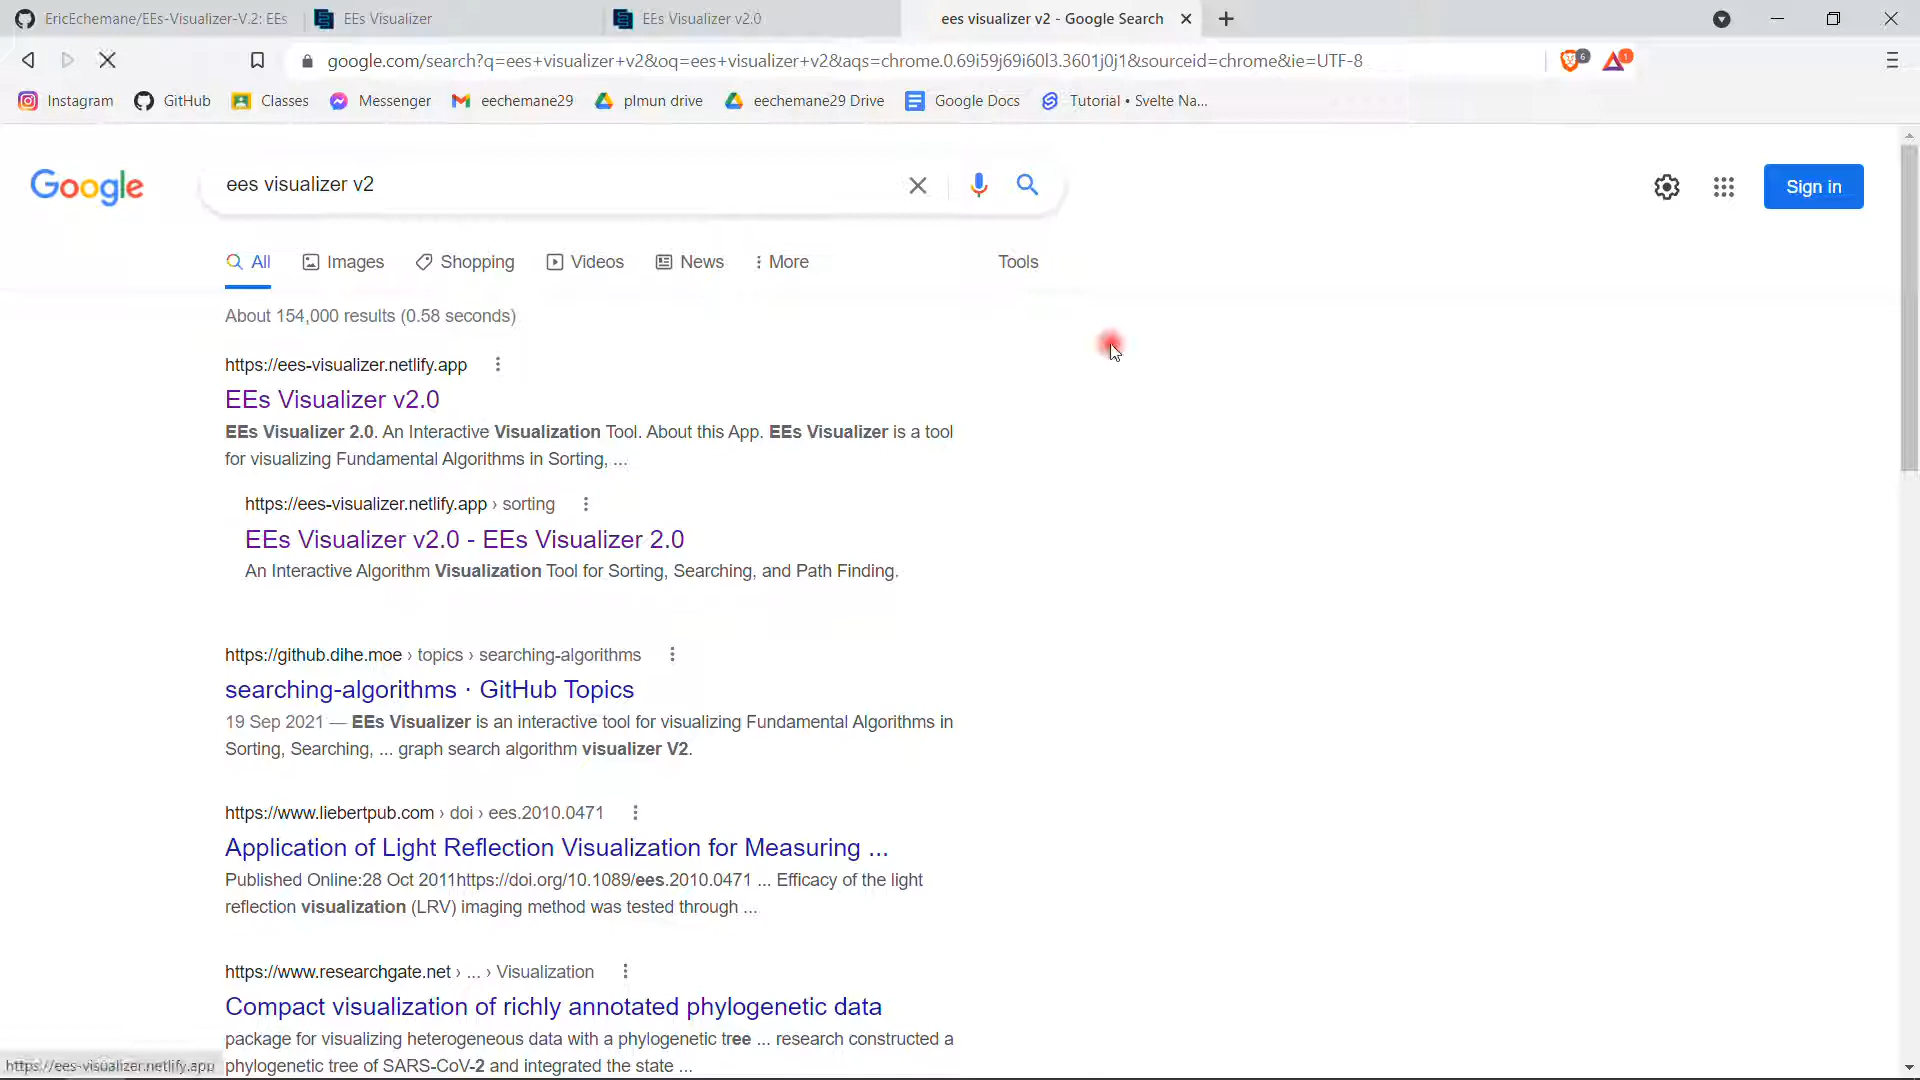 EricEchemane/EEs-Visualizer-V.2: EEs
EEs Visualizer
EEs Visualizer v2.0
ees visualizer v2 - Google Search
google.com/search?q=ees+visualizer+v2&oq=ees+visualizer+v2&aqs=chrome.0.69i59j69i60l3.3601j0j1&sourceid=chrome&ie=UTF-8
6
1
Instagram
GitHub
Classes
Messenger
eechemane29
plmun drive
eechemane29 Drive
Google Docs
Tutorial • Svelte Na...
Google
ees visualizer v2
Sign in
All
Images
Shopping
Videos
News
More
Tools
About 154,000 results (0.58 seconds)
https://ees-visualizer.netlify.app
EEs Visualizer v2.0
EEs Visualizer 2.0. An Interactive Visualization Tool. About this App. EEs Visualizer is a tool
for visualizing Fundamental Algorithms in Sorting, ...
https://ees-visualizer.netlify.app › sorting
EEs Visualizer v2.0 - EEs Visualizer 2.0
An Interactive Algorithm Visualization Tool for Sorting, Searching, and Path Finding.
https://github.dihe.moe › topics › searching-algorithms
searching-algorithms · GitHub Topics
19 Sep 2021 — EEs Visualizer is an interactive tool for visualizing Fundamental Algorithms in
Sorting, Searching, ... graph search algorithm visualizer V2.
https://www.liebertpub.com › doi › ees.2010.0471
Application of Light Reflection Visualization for Measuring ...
Published Online:28 Oct 2011https://doi.org/10.1089/ees.2010.0471 ... Efficacy of the light
reflection visualization (LRV) imaging method was tested through ...
https://www.researchgate.net › ... › Visualization
Compact visualization of richly annotated phylogenetic data
package for visualizing heterogeneous data with a phylogenetic tree ... research constructed a
phylogenetic tree of SARS-CoV-2 and integrated the state ...
https://ees-visualizer.netlify.app